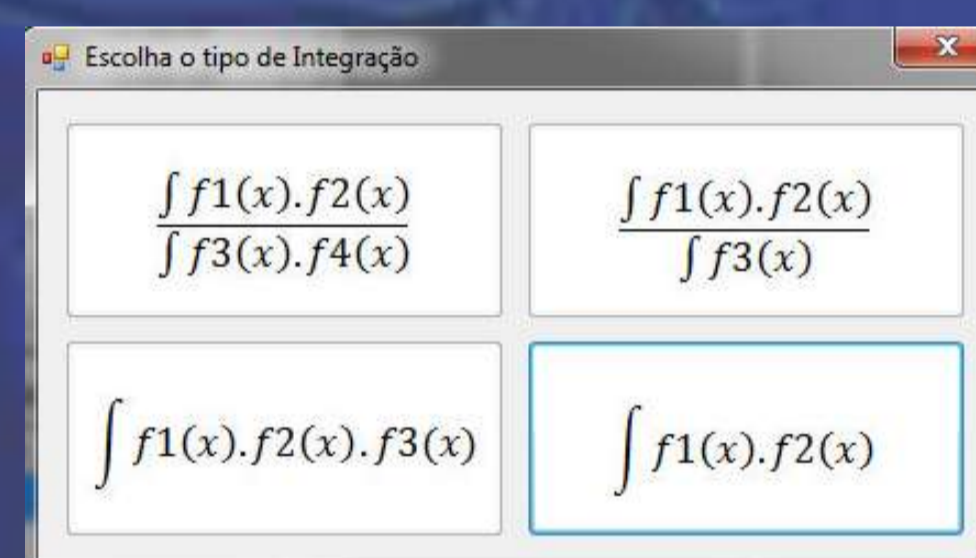 Escolha o tipo de Integração
∫ f1(x).f2(x)
∫ f3(x).f4(x)
∫ f1(x).f2(x)
∫ f3(x)
∫ f1(x).f2(x).f3(x)
∫ f1(x).f2(x)